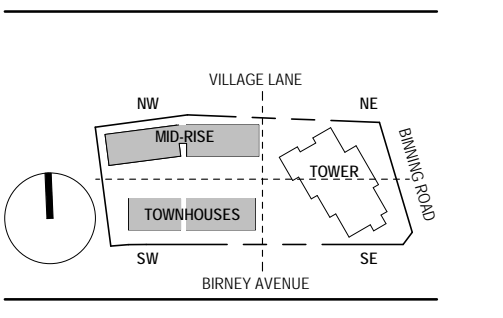 VILLAGE LANE
NW
NE
MID-RISE
BINNING ROAD
TOWER
TOWNHOUSES
SW
SE
BIRNEY AVENUE